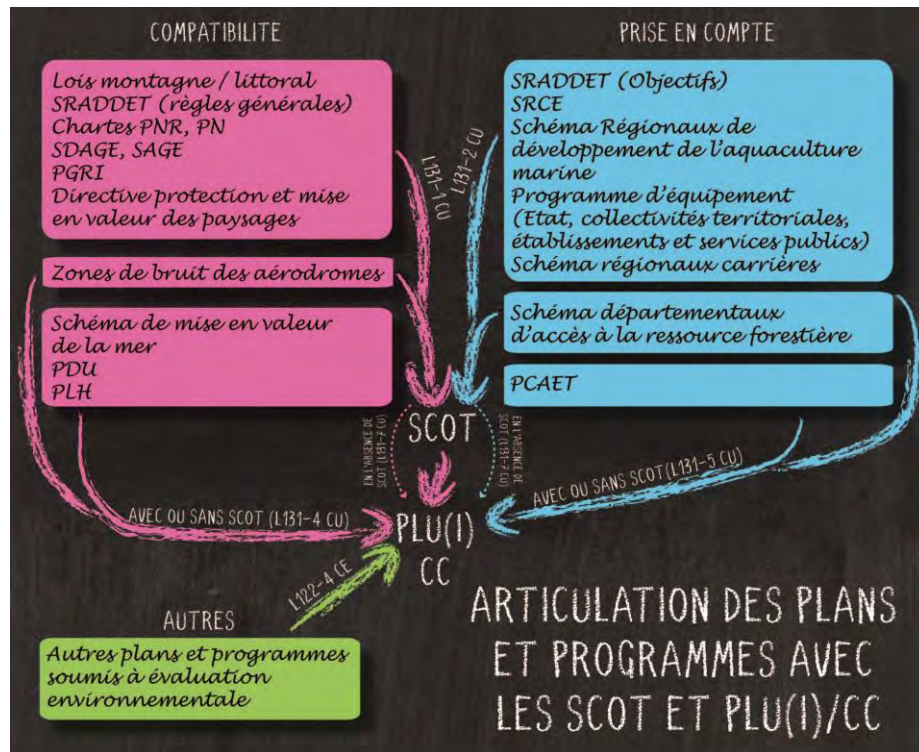 COMPATIBILITE
Lois montagne / littoral
SRADDET (règles générales)
Chartes PNR, PN
SDAGE, SAGE
PGRI
Directive protection et mise
en valeur des paysages
Zones de bruit des aérodromes
Schéma de mise en valeur
de la mer
PDU
PLH
PRISE EN COMPTE
SRADDET (Objectifs)
SRCE
Schéma Régionaux de
développement de l'aquaculture
marine
Programme d'équipement
(Etat, collectivités territoriales,
établissements et services publics)
Schéma régionaux carrières
Schéma départementaux
d'accès à la ressource forestière
PCAET
L131-1 CU
L131-2 CU
SCOT
EN L'ABSENCE DE
SCOT (L131-7 CU)
EN L'ABSENCE DE
SCOT (L131-7 CU)
AVEC OU SANS SCOT (L131-4 CU)
AVEC OU SANS SCOT (L131-5 CU)
PLU(I)
CC
L122-4 CE
AUTRES
Autres plans et programmes
soumis à évaluation
environnementale
ARTICULATION DES PLANS
ET PROGRAMMES AVEC
LES SCOT ET PLU(I)/CC